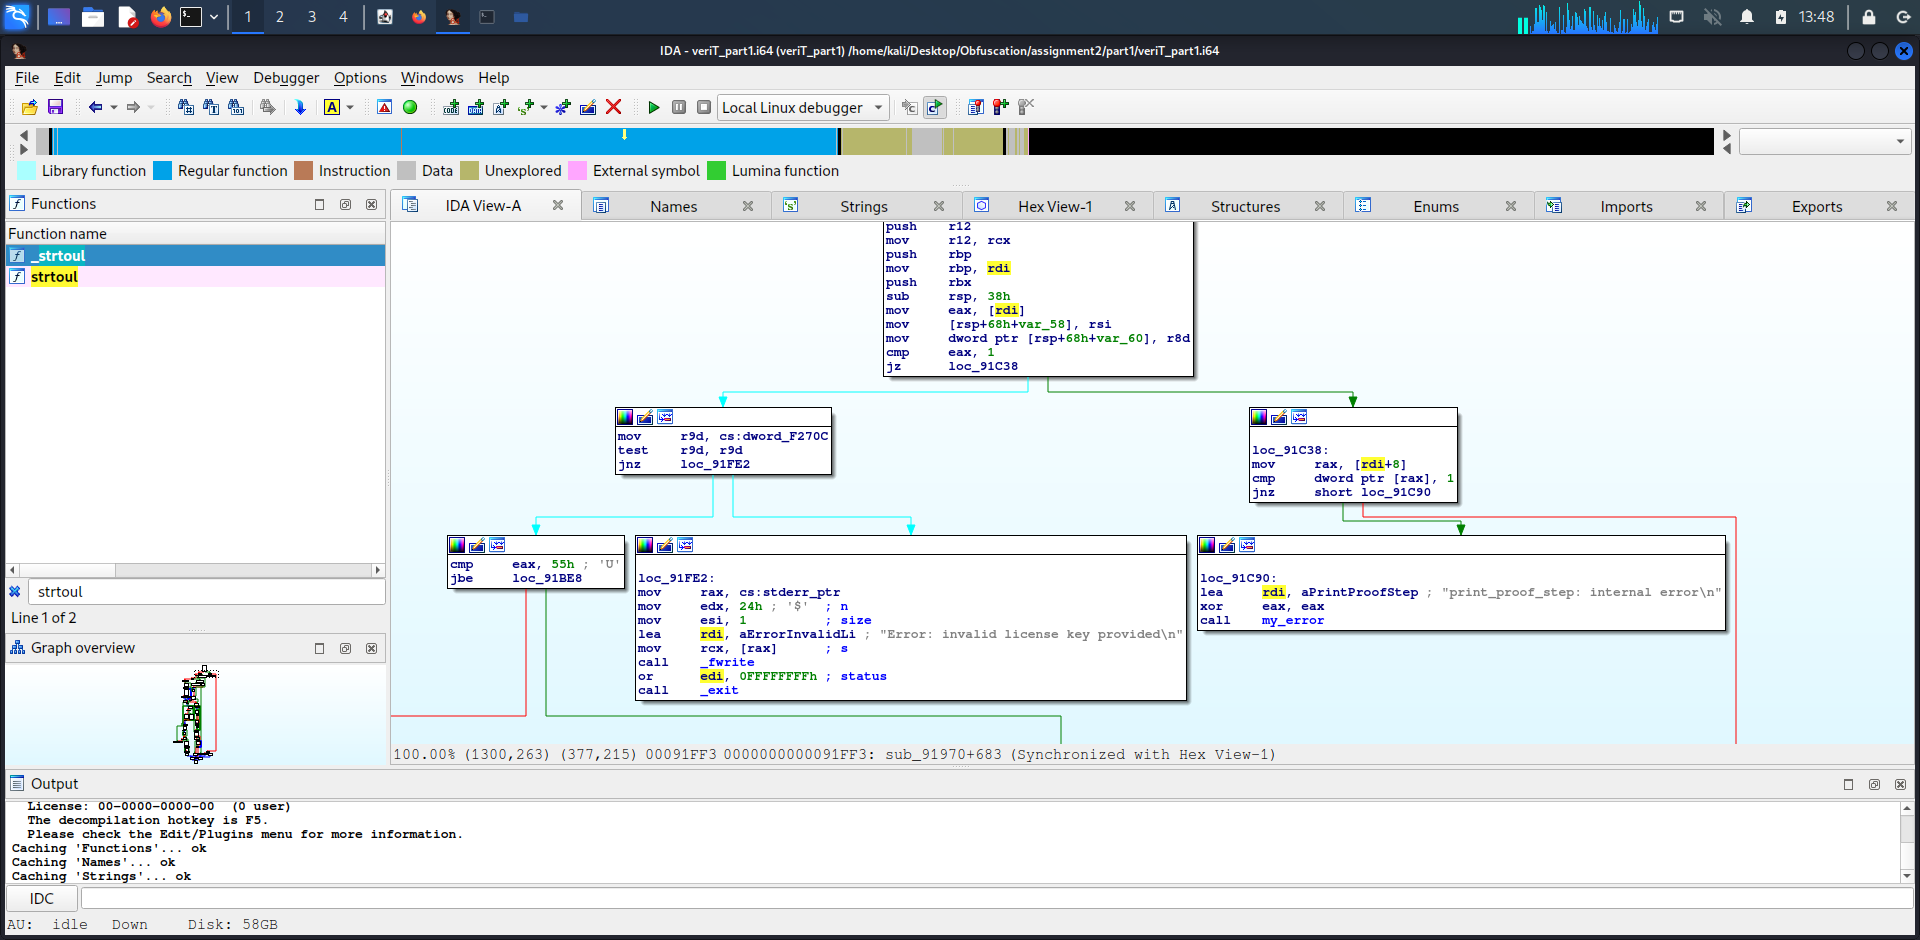 1 2 3 4 13:48
IDA - veriT_part1.i64 (veriT_part1) /home/kali/Desktop/Obfuscation/assignment2/part1/veriT_part1.i64
File Edit Jump Search View Debugger Options Windows Help
Local Linux debugger
Library function Regular function Instruction Data Unexplored External symbol Lumina function
Functions
IDA View-A Names Strings Hex View-1 Structures Enums Imports Exports
Function name
_strtoul
strtoul
strtoul
Line 1 of 2
Graph overview
push r12
mov r12, rcx
push rbp
mov rbp, rdi
push rbx
sub rsp, 38h
mov eax, [rdi]
mov [rsp+68h+var_58], rsi
mov dword ptr [rsp+68h+var_60], r8d
cmp eax, 1
jz loc_91C38
mov r9d, cs:dword_F270C
test r9d, r9d
jnz loc_91FE2
loc_91C38:
mov rax, [rdi+8]
cmp dword ptr [rax], 1
jnz short loc_91C90
cmp eax, 55h ; 'U'
jbe loc_91BE8
loc_91FE2:
mov rax, cs:stderr_ptr
mov edx, 24h ; '$' ; n
mov esi, 1 ; size
lea rdi, aErrorInvalidLi ; "Error: invalid license key provided\n"
mov rcx, [rax] ; s
call _fwrite
or edi, 0FFFFFFFFh ; status
call _exit
loc_91C90:
lea rdi, aPrintProofStep ; "print_proof_step: internal error\n"
xor eax, eax
call my_error
100.00% (1300,263) (377,215) 00091FF3 0000000000091FF3: sub_91970+683 (Synchronized with Hex View-1)
Output
License: 00-0000-0000-00 (0 user)
The decompilation hotkey is F5.
Please check the Edit/Plugins menu for more information.
Caching 'Functions'... ok
Caching 'Names'... ok
Caching 'Strings'... ok
IDC
AU: idle Down Disk: 58GB